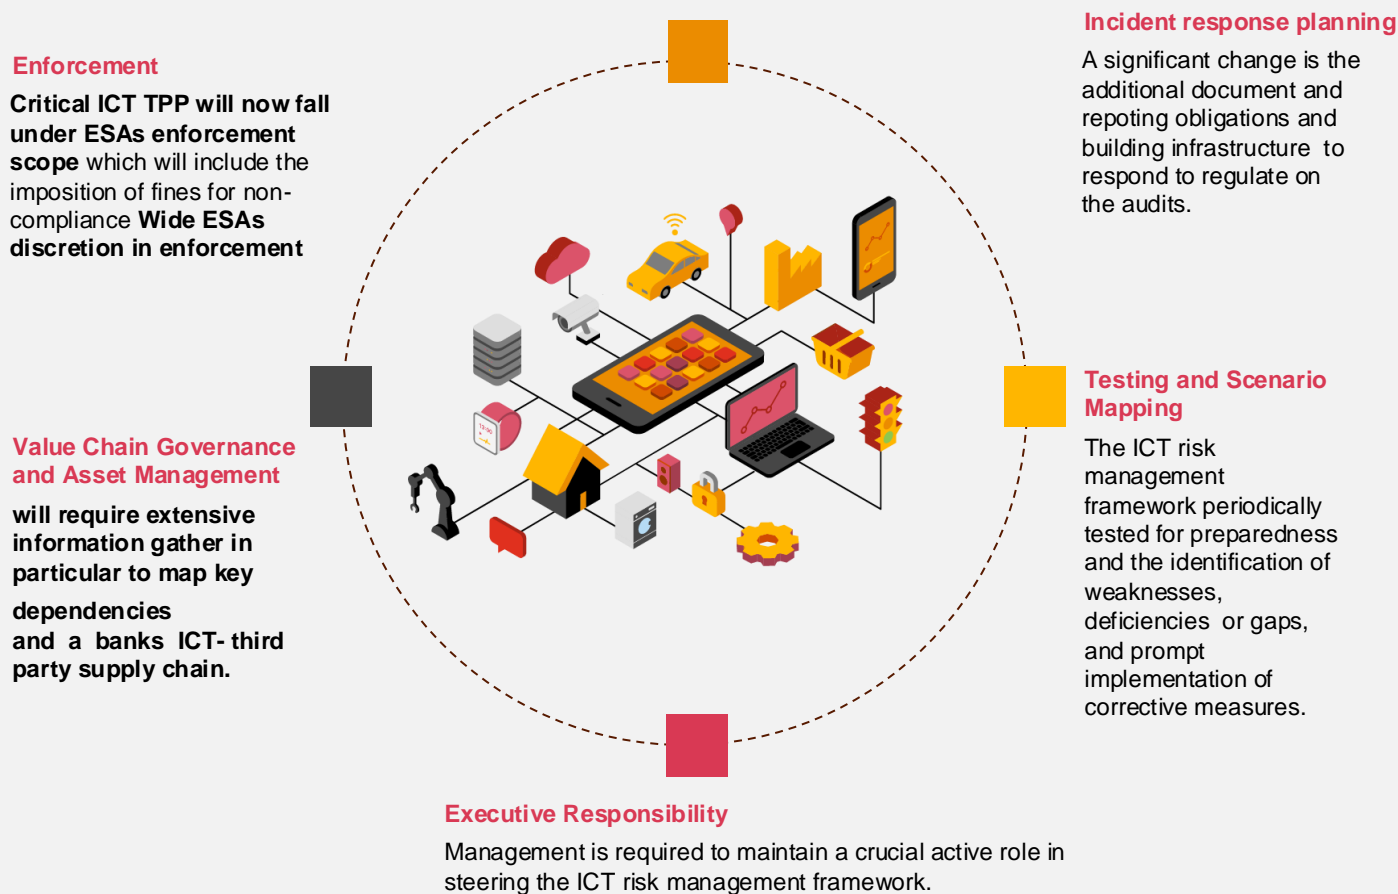 Enforcement
Critical ICT TPP will now fall
under ESAs enforcement
scope which will include the
imposition of fines for non-
compliance Wide ESAs
discretion in enforcement
Value Chain Governance
and Asset Management
will require extensive
information gather in
particular to map key
dependencies
and a banks ICT- third
party supply chain.
Incident response planning
A significant change is the
additional document and
repoting obligations and
building infrastructure to
respond to regulate on
the audits.
Testing and Scenario
Mapping
The ICT risk
management
framework periodically
tested for preparedness
and the identification of
weaknesses,
deficiencies or gaps,
and prompt
implementation of
corrective measures.
Executive Responsibility
Management is required to maintain a crucial active role in
steering the ICT risk management framework.